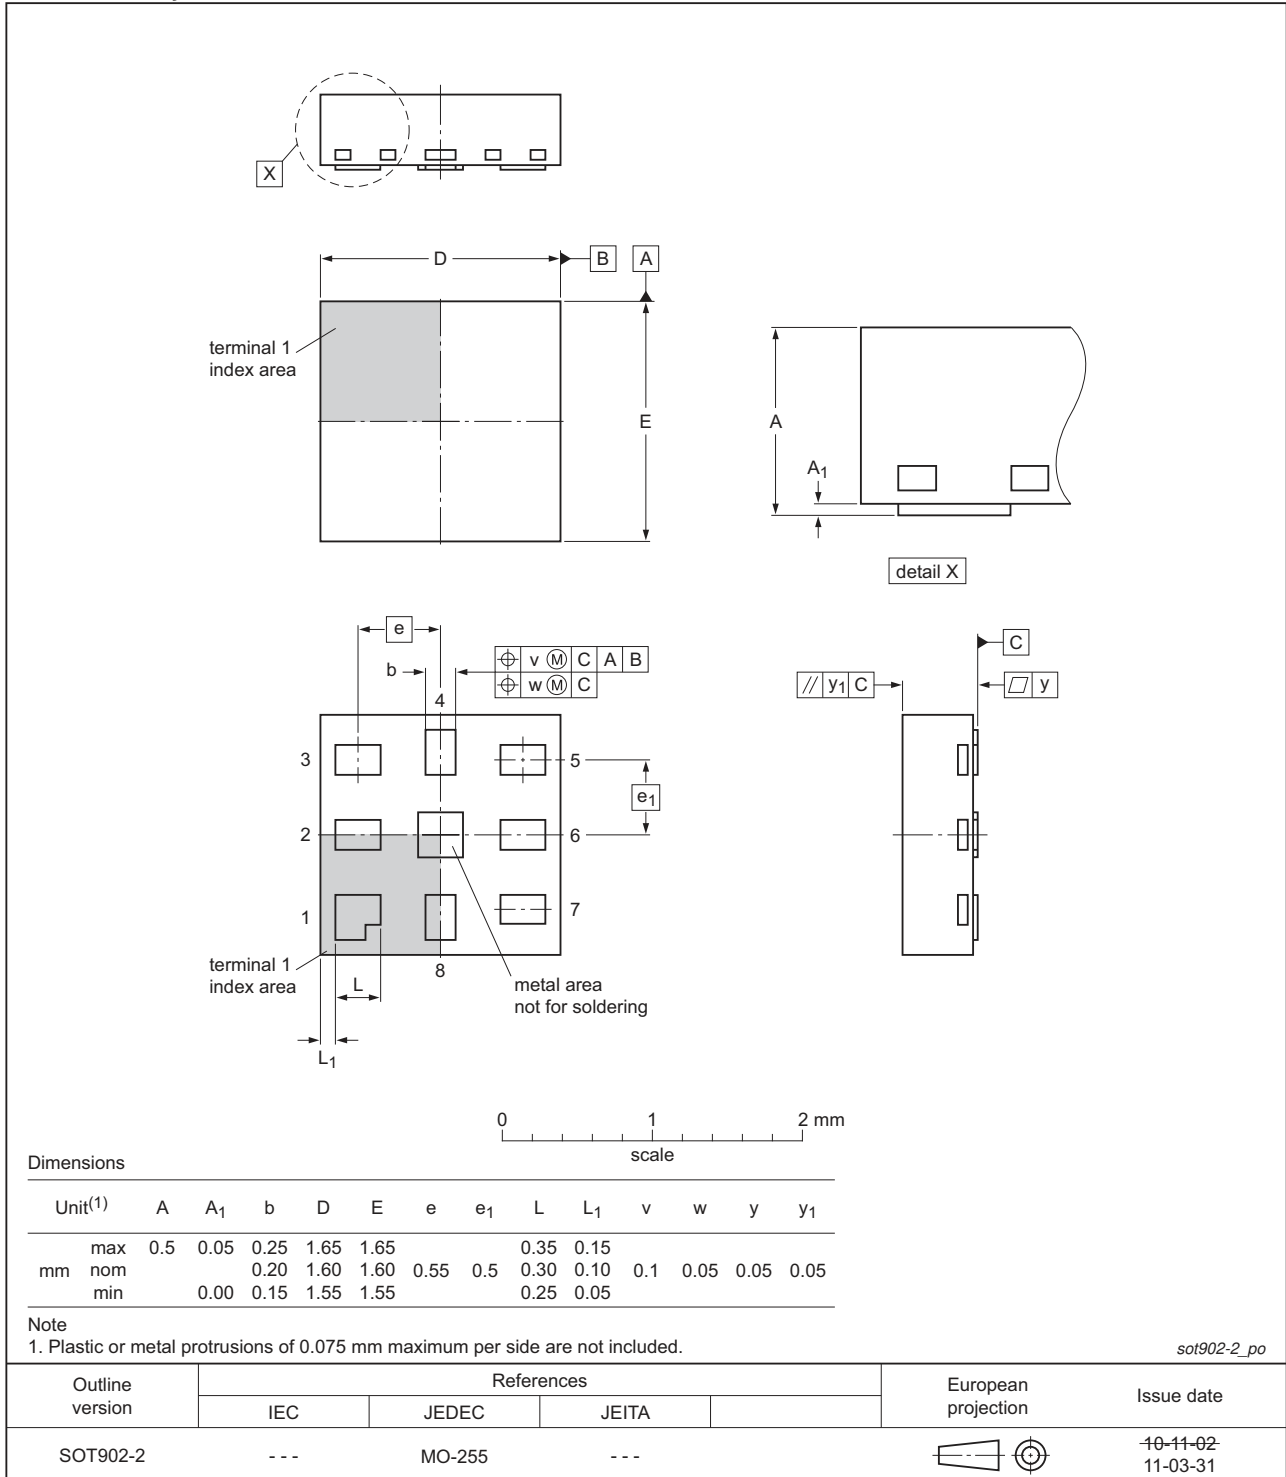 X
D
B
A
terminal 1
index area
E
A
A1
detail X
e
b
v M C A B
w M C
4
3
5
e1
2
6
1
7
terminal 1
index area
8
L
metal area
not for soldering
L1
C
// y1 C
y
0 1 2 mm
scale
Dimensions
Unit(1) A A1 b D E e e1 L L1 v w y y1
max 0.5 0.05 0.25 1.65 1.65 0.35 0.15
mm nom 0.20 1.60 1.60 0.55 0.5 0.30 0.10 0.1 0.05 0.05 0.05
min 0.00 0.15 1.55 1.55 0.25 0.05
Note
1. Plastic or metal protrusions of 0.075 mm maximum per side are not included.
sot902-2_po
Outline
version
References
IEC JEDEC JEITA
European
projection
Issue date
SOT902-2 - - - MO-255 - - -
10-11-02
11-03-31